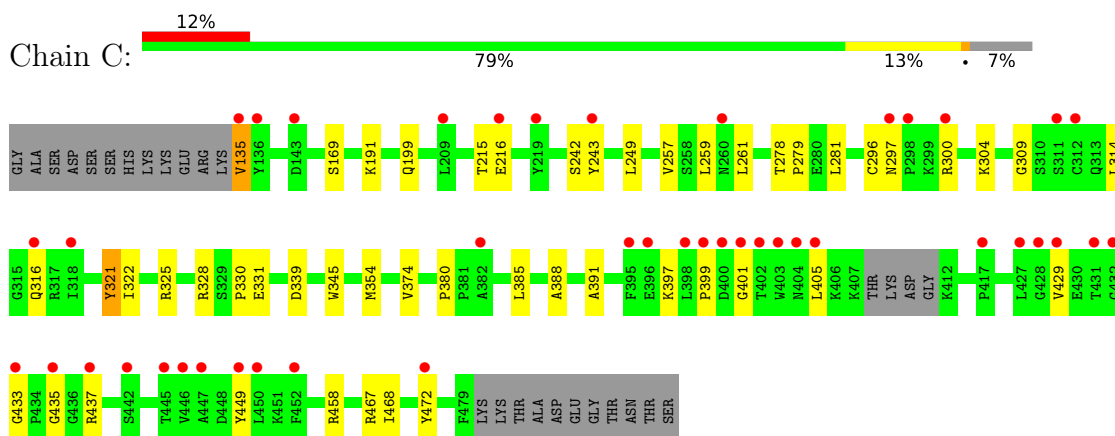 12%
Chain C:
79% 13% • 7%
GLY ALA SER ASP SER SER HIS LYS LYS GLU ARG LYS V135 Y136 D143 S169 K191 Q199 L209 T215 E216 Y219 S242 Y243 L249 V257 S258 L259 N260 L261 T278 P279 E280 L281 C296 N297 P298 K299 R300 K304 G309 S310 S311 C312 Q313 L314
G315 Q316 R317 I318 Y321 I322 R325 R328 S329 P330 E331 D339 W345 M354 V374 P380 P381 A382 L385 A388 A391 F395 E396 K397 L398 P399 D400 G401 T402 W403 N404 L405 K406 K407 THR LYS ASP GLY K412 P417 L427 G428 V429 E430 T431 G432
G433 P434 G435 G436 R437 S442 T445 V446 A447 D448 Y449 L450 K451 F452 R458 R467 I468 Y472 F479 LYS LYS THR ALA ASP GLU GLY THR ASN THR SER